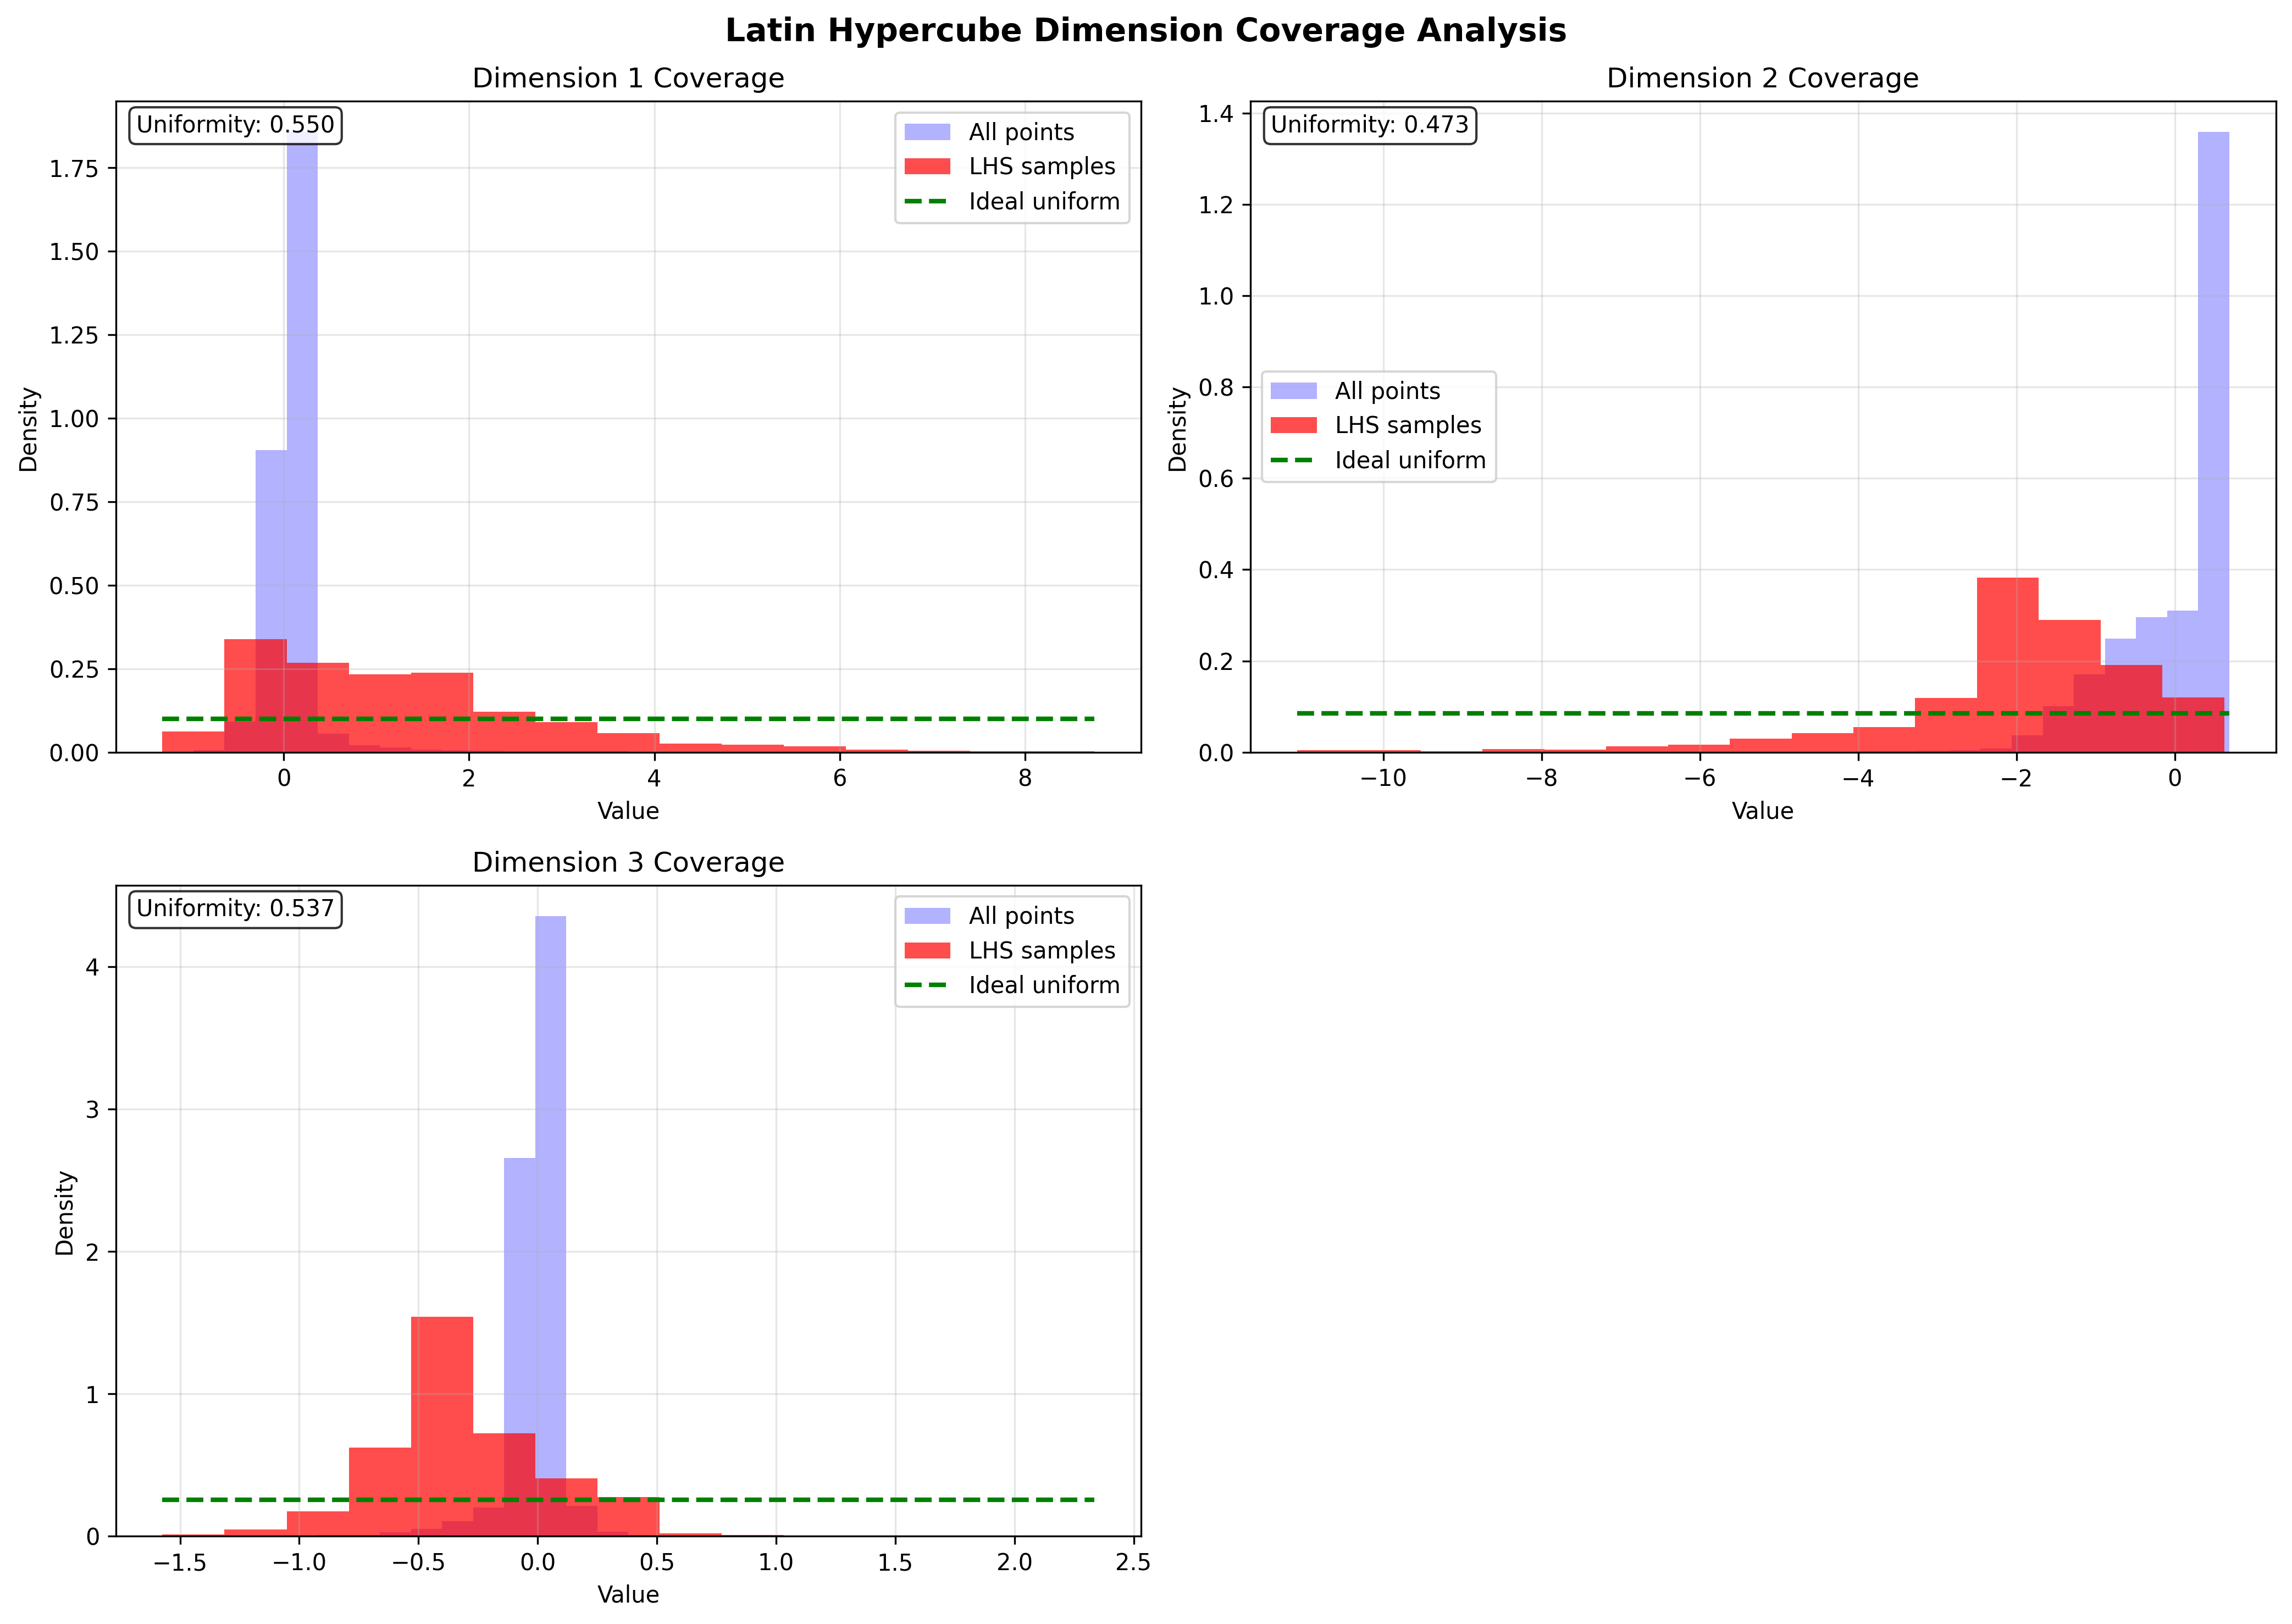 Latin Hypercube Dimension Coverage Analysis
Dimension 1 Coverage
Uniformity: 0.550
All points
LHS samples
Ideal uniform
1.75
1.50
1.25
1.00
0.75
0.50
0.25
0.00
Density
0 2 4 6 8
Value
Dimension 2 Coverage
Uniformity: 0.473
All points
LHS samples
Ideal uniform
1.4
1.2
1.0
0.8
0.6
0.4
0.2
0.0
Density
−10 −8 −6 −4 −2 0
Value
Dimension 3 Coverage
Uniformity: 0.537
All points
LHS samples
Ideal uniform
4
3
2
1
0
Density
−1.5 −1.0 −0.5 0.0 0.5 1.0 1.5 2.0 2.5
Value